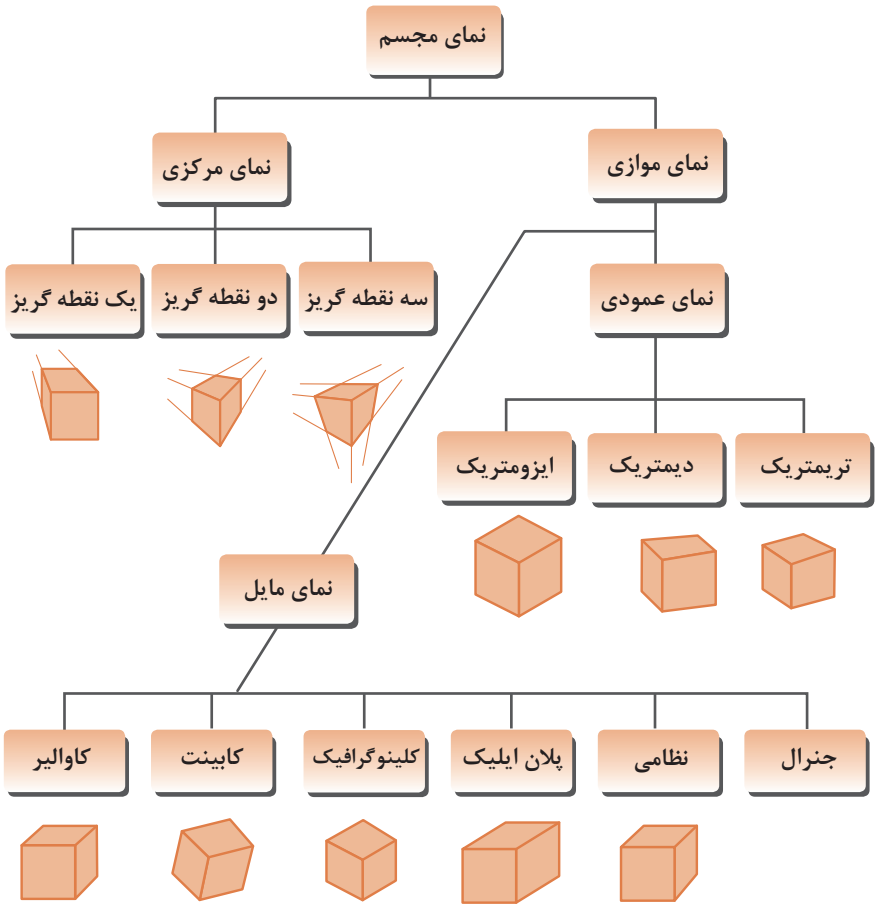 نمای مجسم
نمای موازی
نمای مرکزی
نمای عمودی
سه نقطه گریز
دو نقطه گریز
یک نقطه گریز
تریمتریک
دیمتریک
ایزومتریک
نمای مایل
جنرال
نظامی
پلان ایلیک
کلینوگرافیک
کابینت
کاوالیر